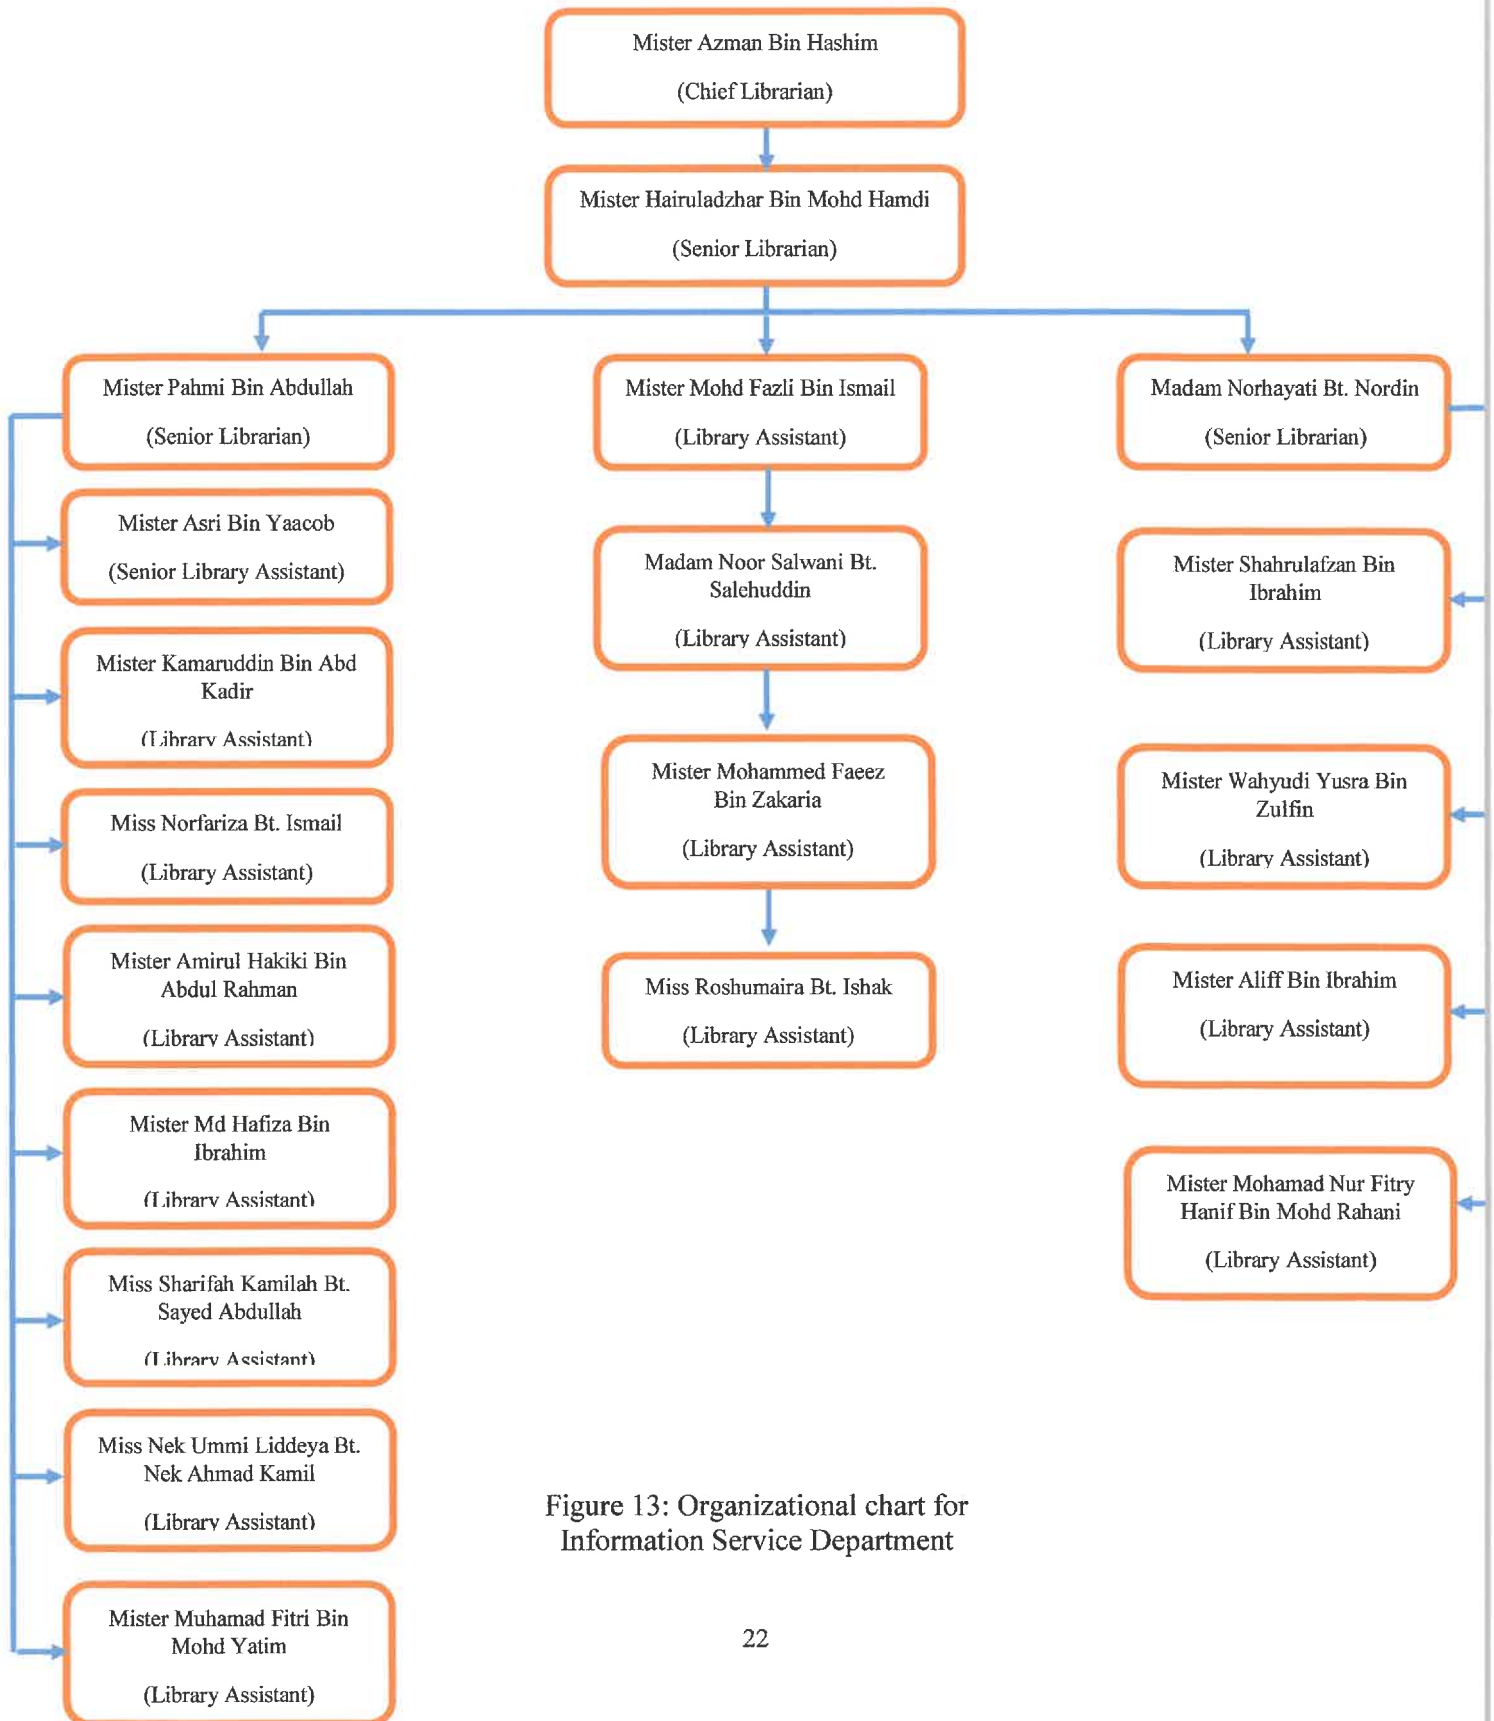 Mister Azman Bin Hashim
(Chief Librarian)
Mister Hairuladzhar Bin Mohd Hamdi
(Senior Librarian)
Mister Pahmi Bin Abdullah
(Senior Librarian)
Mister Asri Bin Yaacob
(Senior Library Assistant)
Mister Kamaruddin Bin Abd
Kadir
(Library Assistant)
Miss Norfariza Bt. Ismail
(Library Assistant)
Mister Amirul Hakiki Bin
Abdul Rahman
(Library Assistant)
Mister Md Hafiza Bin
Ibrahim
(Library Assistant)
Miss Sharifah Kamilah Bt.
Sayed Abdullah
(Library Assistant)
Miss Nek Ummi Liddeya Bt.
Nek Ahmad Kamil
(Library Assistant)
Mister Muhamad Fitri Bin
Mohd Yatim
(Library Assistant)
Mister Mohd Fazli Bin Ismail
(Library Assistant)
Madam Noor Salwani Bt.
Salehuddin
(Library Assistant)
Mister Mohammed Faeez
Bin Zakaria
(Library Assistant)
Miss Roshumaira Bt. Ishak
(Library Assistant)
Madam Norhayati Bt. Nordin
(Senior Librarian)
Mister Shahrulafzan Bin
Ibrahim
(Library Assistant)
Mister Wahyudi Yusra Bin
Zulfin
(Library Assistant)
Mister Aliff Bin Ibrahim
(Library Assistant)
Mister Mohamad Nur Fitry
Hanif Bin Mohd Rahani
(Library Assistant)
Figure 13: Organizational chart for
Information Service Department
22